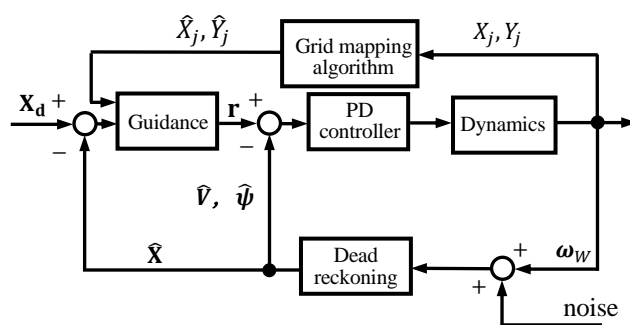 X̂ⱼ, Ŷⱼ
Grid mapping
algorithm
Xⱼ, Yⱼ
X_d
+
−
Guidance
r
+
−
PD
controller
Dynamics
V̂, ψ̂
X̂
Dead
reckoning
+
+
ω_W
noise